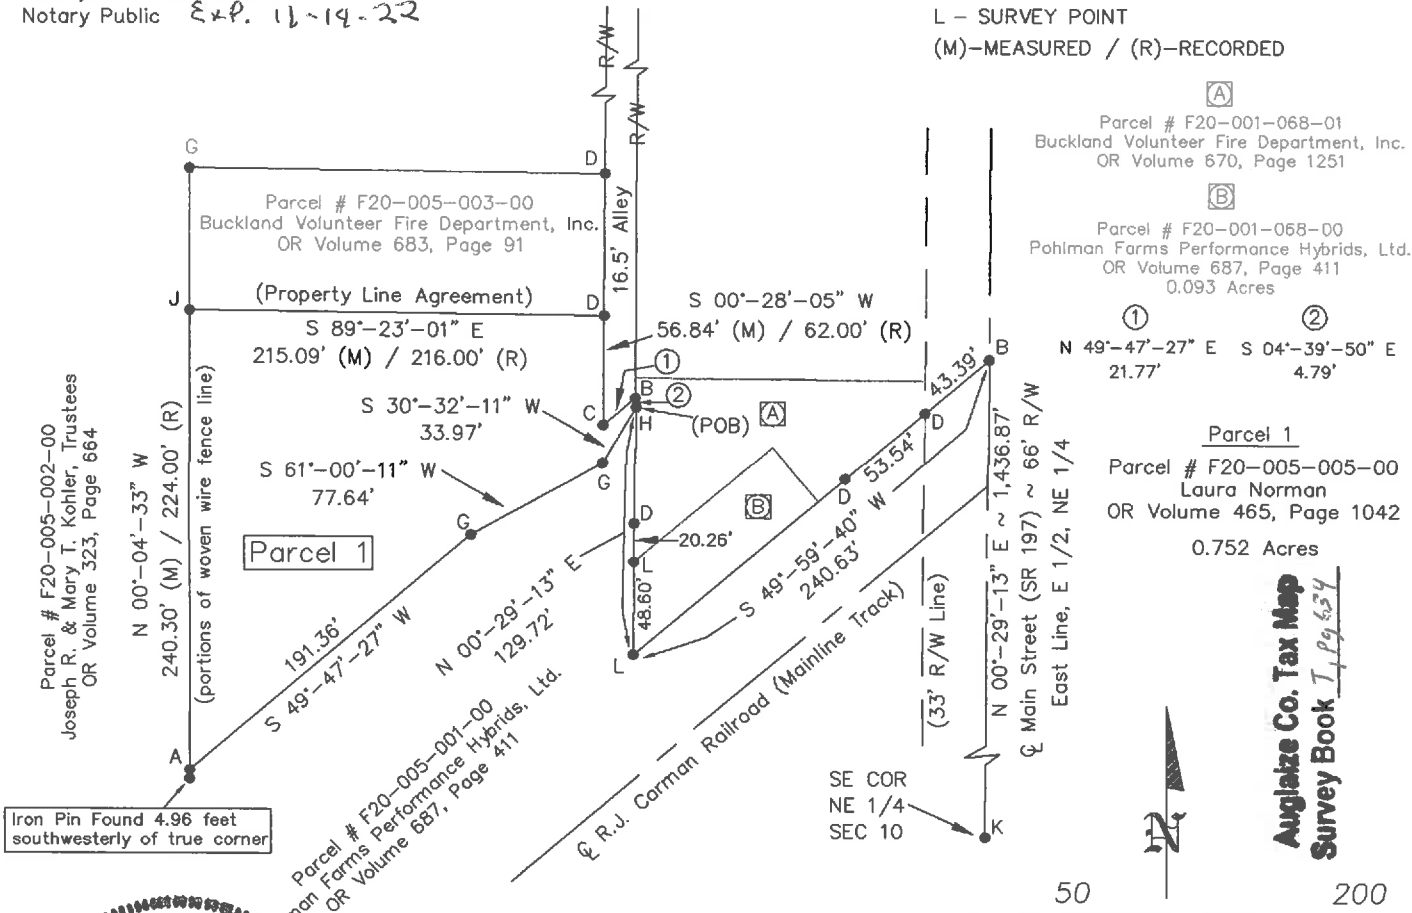 Notary Public Exp. 11-14-22
L - SURVEY POINT
(M)-MEASURED / (R)-RECORDED
A
Parcel # F20-001-068-01
Buckland Volunteer Fire Department, Inc.
OR Volume 670, Page 1251
B
Parcel # F20-001-068-00
Pohlman Farms Performance Hybrids, Ltd.
OR Volume 687, Page 411
0.093 Acres
1
N 49°-47'-27" E
21.77'
2
S 04°-39'-50" E
4.79'
Parcel 1
Parcel # F20-005-005-00
Laura Norman
OR Volume 465, Page 1042
0.752 Acres
R/W
R/W
G
D
Parcel # F20-005-003-00
Buckland Volunteer Fire Department, Inc.
OR Volume 683, Page 91
16.5' Alley
J
(Property Line Agreement)
D
S 89°-23'-01" E
215.09' (M) / 216.00' (R)
S 00°-28'-05" W
56.84' (M) / 62.00' (R)
1
B
2
C
H
(POB)
A
S 30°-32'-11" W
33.97'
G
S 61°-00'-11" W
77.64'
G
Parcel 1
43.39'
B
D
53.54'
D
B
D
20.26'
L
48.60'
L
S 49°-59'-40" W
240.63'
N 00°-29'-13" E
129.72'
191.36'
S 49°-47'-27" W
A
Parcel # F20-005-002-00
Joseph R. & Mary T. Kohler, Trustees
OR Volume 323, Page 664
N 00°-04'-33" W
240.30' (M) / 224.00' (R)
(portions of woven wire fence line)
Iron Pin Found 4.96 feet
southwesterly of true corner
Parcel # F20-005-001-00
man Farms Performance Hybrids, Ltd.
OR Volume 687, Page 411
℄ R.J. Carman Railroad (Mainline Track)
(33' R/W Line)
N 00°-29'-13" E ~ 1,436.87'
℄ Main Street (SR 197) ~ 66' R/W
East Line, E 1/2, NE 1/4
SE COR
NE 1/4
SEC 10
K
N
Auglaize Co. Tax Map
Survey Book T, Pg 634
50
200